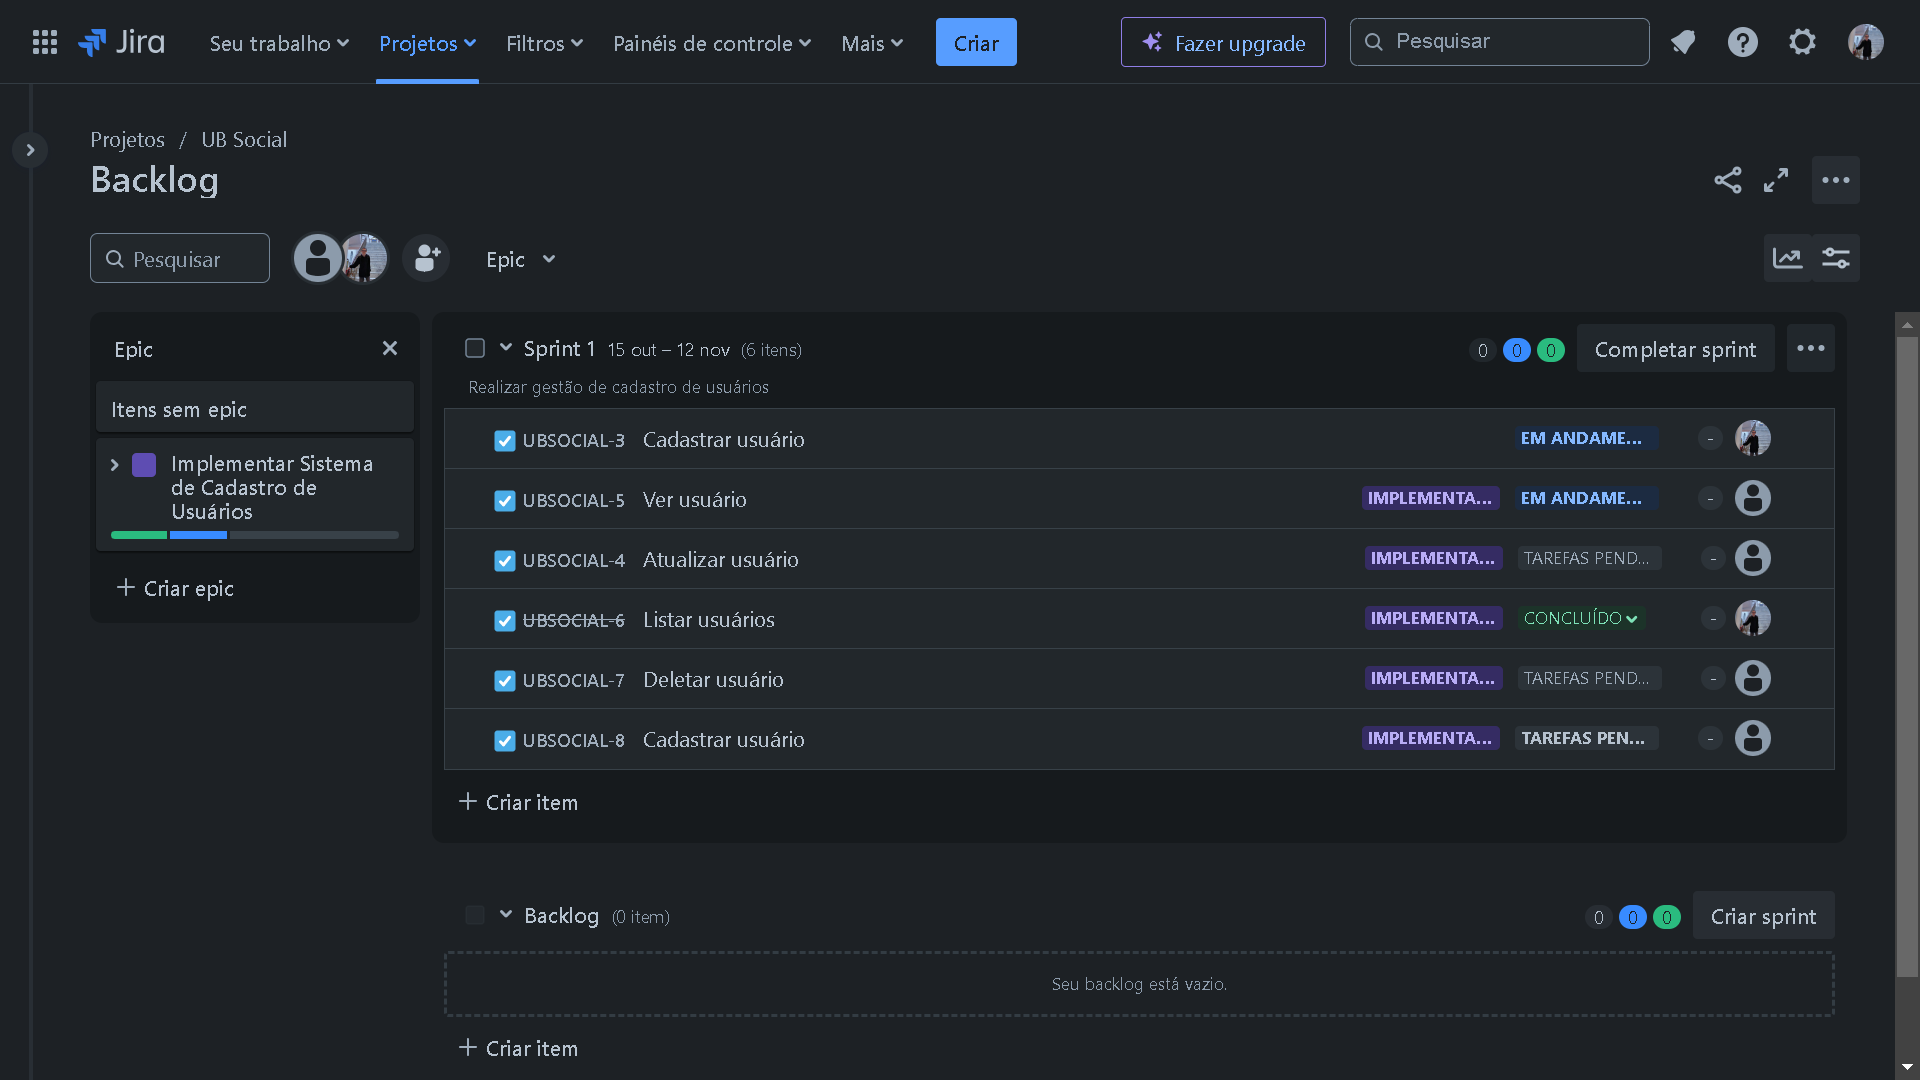 Jira
Seu trabalho
Projetos
Filtros
Painéis de controle
Mais
Criar
Fazer upgrade
Pesquisar
Projetos / UB Social
Backlog
Pesquisar
Epic
Epic
Itens sem epic
Implementar Sistema
de Cadastro de
Usuários
Criar epic
Sprint 1 15 out – 12 nov (6 itens)
0 0 0
Completar sprint
Realizar gestão de cadastro de usuários
UBSOCIAL-3 Cadastrar usuário EM ANDAME... -
UBSOCIAL-5 Ver usuário IMPLEMENTA... EM ANDAME... -
UBSOCIAL-4 Atualizar usuário IMPLEMENTA... TAREFAS PEND... -
UBSOCIAL-6 Listar usuários IMPLEMENTA... CONCLUÍDO -
UBSOCIAL-7 Deletar usuário IMPLEMENTA... TAREFAS PEND... -
UBSOCIAL-8 Cadastrar usuário IMPLEMENTA... TAREFAS PEN... -
Criar item
Backlog (0 item)
0 0 0
Criar sprint
Seu backlog está vazio.
Criar item